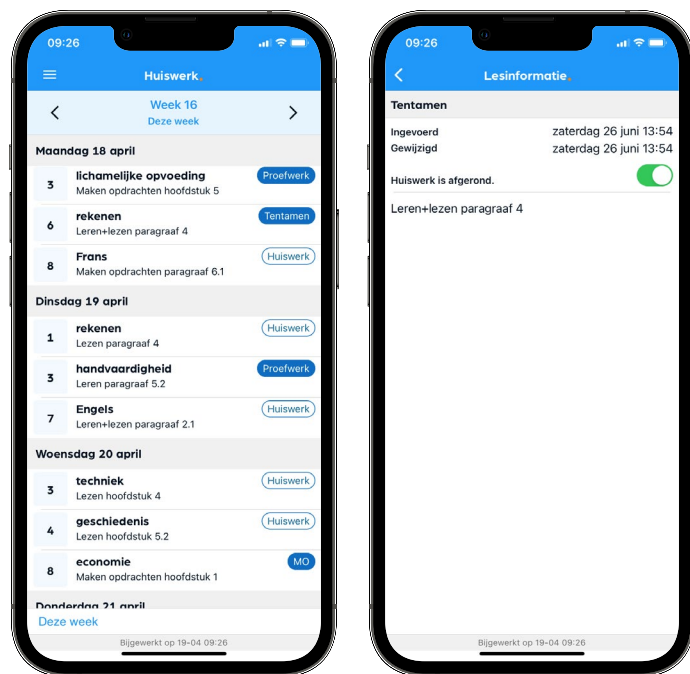 09:26
Huiswerk.
Week 16
Deze week
Maandag 18 april
3
lichamelijke opvoeding
Proefwerk
Maken opdrachten hoofdstuk 5
6
rekenen
Tentamen
Leren+lezen paragraaf 4
8
Frans
Huiswerk
Maken opdrachten paragraaf 6.1
Dinsdag 19 april
1
rekenen
Huiswerk
Lezen paragraaf 4
3
handvaardigheid
Proefwerk
Leren paragraaf 5.2
7
Engels
Huiswerk
Leren+lezen paragraaf 2.1
Woensdag 20 april
3
techniek
Huiswerk
Lezen hoofdstuk 4
4
geschiedenis
Huiswerk
Lezen hoofdstuk 5.2
8
economie
MO
Maken opdrachten hoofdstuk 1
Donderdag 21 april
Deze week
Bijgewerkt op 19-04 09:26
09:26
Lesinformatie.
Tentamen
Ingevoerd zaterdag 26 juni 13:54
Gewijzigd zaterdag 26 juni 13:54
Huiswerk is afgerond.
Leren+lezen paragraaf 4
Bijgewerkt op 19-04 09:26